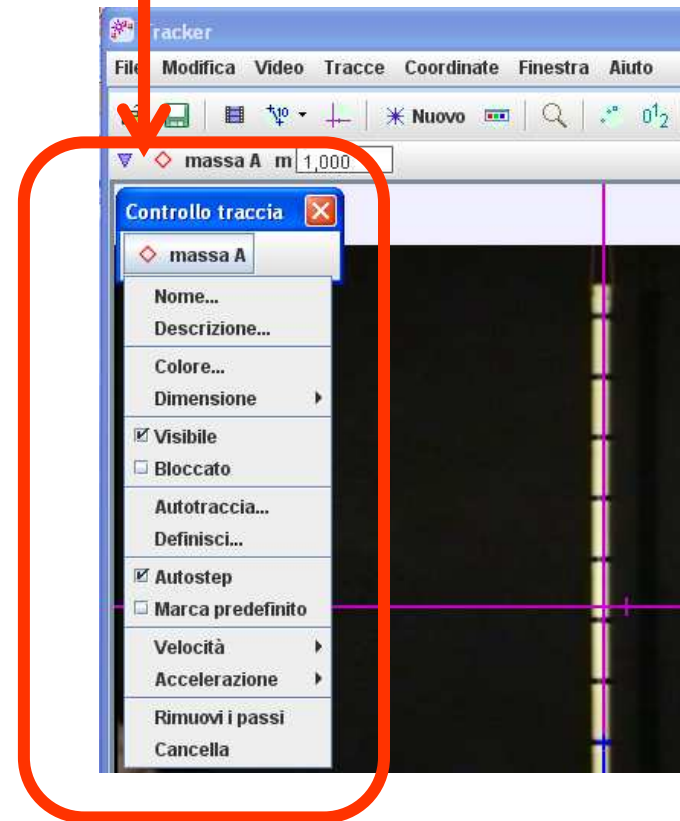 Tracker
File Modifica Video Tracce Coordinate Finestra Aiuto
Nuovo
massa A m 1,000
Controllo traccia
massa A
Nome...
Descrizione...
Colore...
Dimensione
Visibile
Bloccato
Autotraccia...
Definisci...
Autostep
Marca predefinito
Velocità
Accelerazione
Rimuovi i passi
Cancella